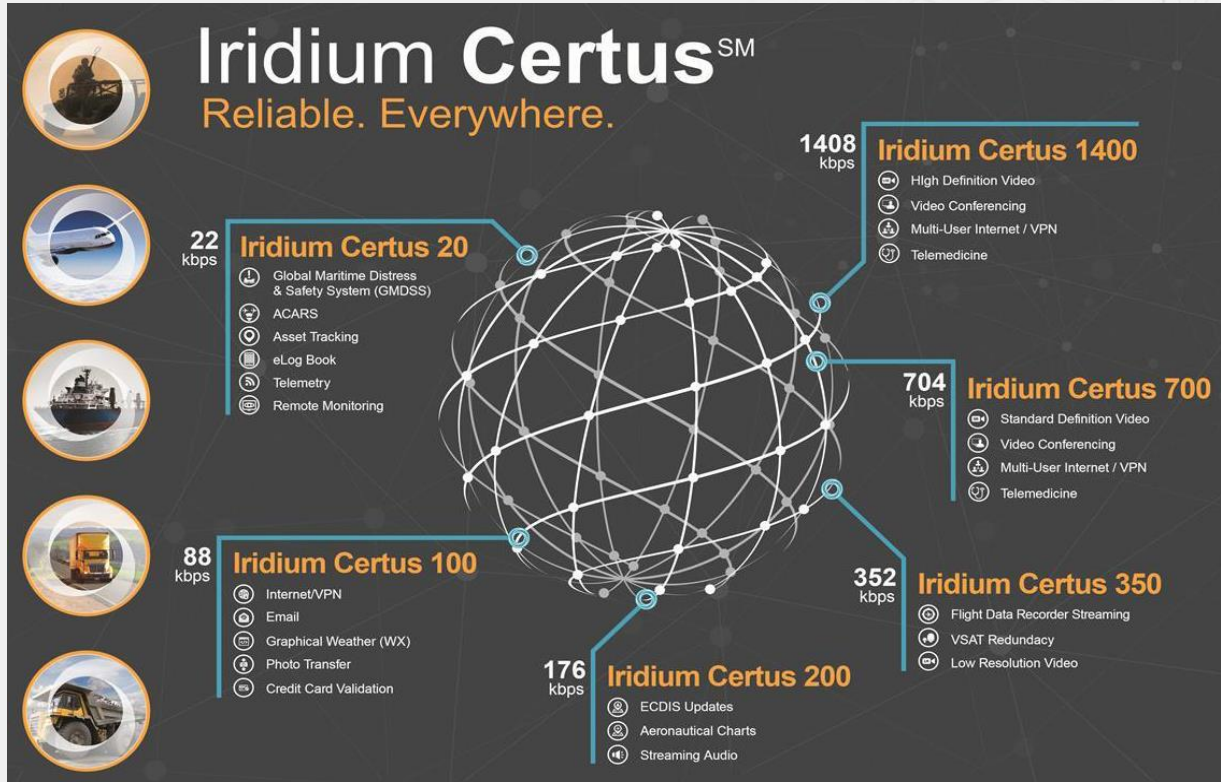 Iridium Certus℠
Reliable. Everywhere.
22
kbps
Iridium Certus 20
Global Maritime Distress
& Safety System (GMDSS)
ACARS
Asset Tracking
eLog Book
Telemetry
Remote Monitoring
88
kbps
Iridium Certus 100
Internet/VPN
Email
Graphical Weather (WX)
Photo Transfer
Credit Card Validation
176
kbps
Iridium Certus 200
ECDIS Updates
Aeronautical Charts
Streaming Audio
352
kbps
Iridium Certus 350
Flight Data Recorder Streaming
VSAT Redundacy
Low Resolution Video
704
kbps
Iridium Certus 700
Standard Definition Video
Video Conferencing
Multi-User Internet / VPN
Telemedicine
1408
kbps
Iridium Certus 1400
HIgh Definition Video
Video Conferencing
Multi-User Internet / VPN
Telemedicine